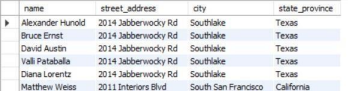 name street_address city state_province
Alexander Hunold 2014 Jabberwocky Rd Southlake Texas
Bruce Ernst 2014 Jabberwocky Rd Southlake Texas
David Austin 2014 Jabberwocky Rd Southlake Texas
Valli Pataballa 2014 Jabberwocky Rd Southlake Texas
Diana Lorentz 2014 Jabberwocky Rd Southlake Texas
Matthew Weiss 2011 Interiors Blvd South San Francisco California